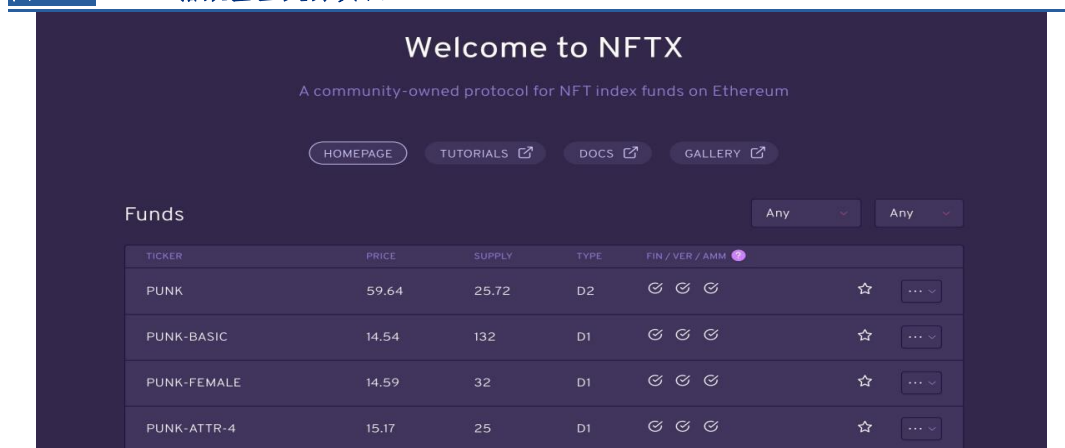 Welcome to NFTX
A community-owned protocol for NFT index funds on Ethereum
HOMEPAGE TUTORIALS DOCS GALLERY
Funds Any Any
TICKER PRICE SUPPLY TYPE FIN / VER / AMM ?
PUNK 59.64 25.72 D2
PUNK-BASIC 14.54 132 D1
PUNK-FEMALE 14.59 32 D1
PUNK-ATTR-4 15.17 25 D1